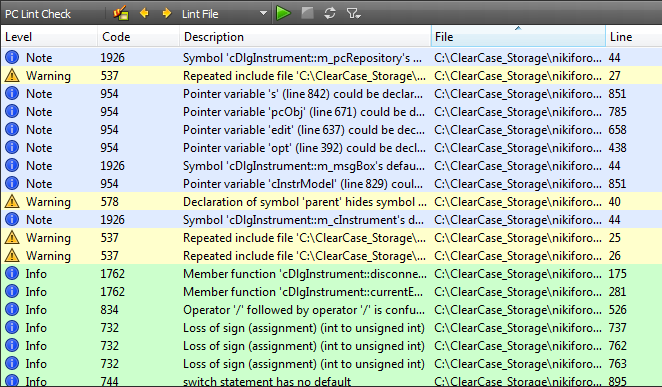 PC Lint Check Lint File
Level Code Description File Line
Note 1926 Symbol 'cDlgInstrument::m_pcRepository's ... C:\ClearCase_Storage\nikiforo... 44
Warning 537 Repeated include file 'C:\ClearCase_Storage\... C:\ClearCase_Storage\nikiforo... 27
Note 954 Pointer variable 's' (line 842) could be declar... C:\ClearCase_Storage\nikiforo... 851
Note 954 Pointer variable 'pcObj' (line 671) could be d... C:\ClearCase_Storage\nikiforo... 785
Note 954 Pointer variable 'edit' (line 637) could be dec... C:\ClearCase_Storage\nikiforo... 658
Note 954 Pointer variable 'opt' (line 392) could be decl... C:\ClearCase_Storage\nikiforo... 438
Note 1926 Symbol 'cDlgInstrument::m_msgBox's defau... C:\ClearCase_Storage\nikiforo... 44
Note 954 Pointer variable 'cInstrModel' (line 829) coul... C:\ClearCase_Storage\nikiforo... 851
Warning 578 Declaration of symbol 'parent' hides symbol ... C:\ClearCase_Storage\nikiforo... 40
Note 1926 Symbol 'cDlgInstrument::m_cInstrument's d... C:\ClearCase_Storage\nikiforo... 44
Warning 537 Repeated include file 'C:\ClearCase_Storage\... C:\ClearCase_Storage\nikiforo... 25
Warning 537 Repeated include file 'C:\ClearCase_Storage\... C:\ClearCase_Storage\nikiforo... 26
Info 1762 Member function 'cDlgInstrument::disconne... C:\ClearCase_Storage\nikiforo... 175
Info 1762 Member function 'cDlgInstrument::currentE... C:\ClearCase_Storage\nikiforo... 281
Info 834 Operator '/' followed by operator '/' is confu... C:\ClearCase_Storage\nikiforo... 526
Info 732 Loss of sign (assignment) (int to unsigned int) C:\ClearCase_Storage\nikiforo... 737
Info 732 Loss of sign (assignment) (int to unsigned int) C:\ClearCase_Storage\nikiforo... 762
Info 732 Loss of sign (assignment) (int to unsigned int) C:\ClearCase_Storage\nikiforo... 763
Info 744 switch statement has no default C:\ClearCase_Storage\nikiforo... 895